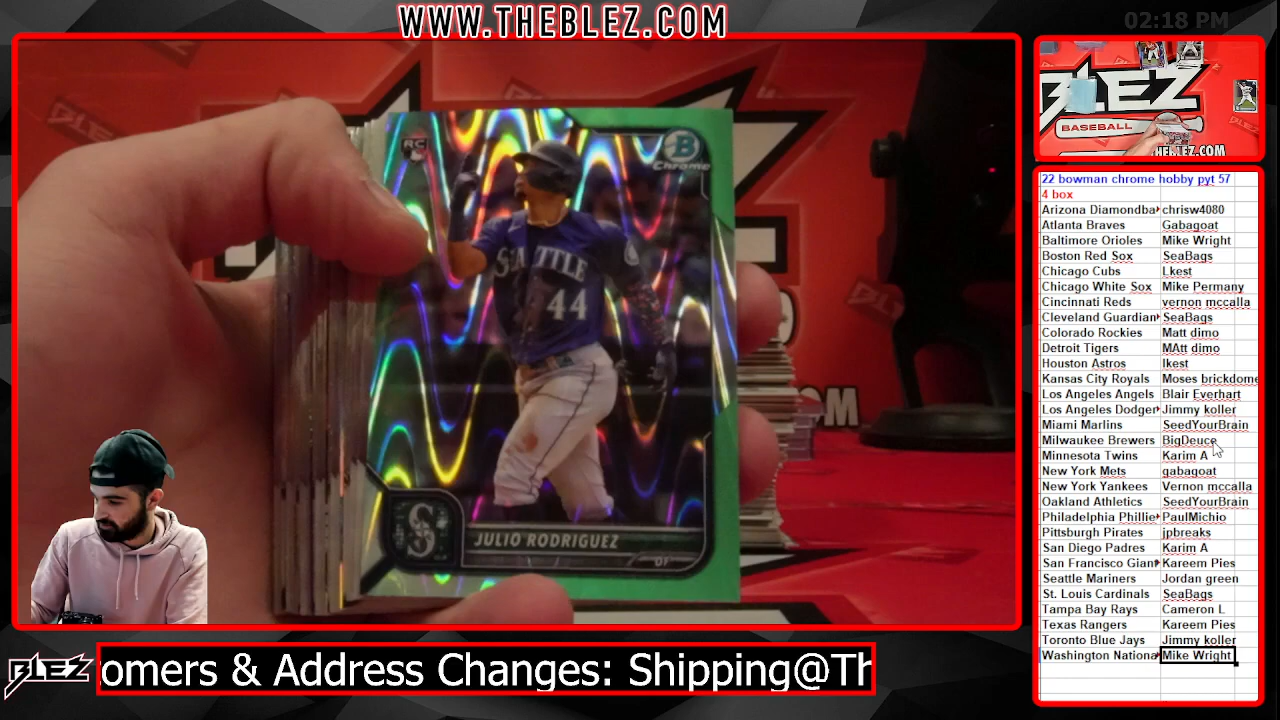 WWW.THEBLEZ.COM
02:18 PM
RC
B
Chrome
SEATTLE
44
S
JULIO RODRIGUEZ
OF
BLEZ
BASEBALL
THEBLEZ.COM
22 bowman chrome hobby pyt 57
4 box
Arizona Diamondba chrisw4080
Atlanta Braves Gabagoat
Baltimore Orioles Mike Wright
Boston Red Sox SeaBags
Chicago Cubs Lkest
Chicago White Sox Mike Permany
Cincinnati Reds vernon mccalla
Cleveland Guardian SeaBags
Colorado Rockies Matt dimo
Detroit Tigers MAtt dimo
Houston Astros lkest
Kansas City Royals Moses brickdome
Los Angeles Angels Blair Everhart
Los Angeles Dodger Jimmy koller
Miami Marlins SeedYourBrain
Milwaukee Brewers BigDeuce
Minnesota Twins Karim A
New York Mets gabagoat
New York Yankees Vernon mccalla
Oakland Athletics SeedYourBrain
Philadelphia Phillie PaulMichio
Pittsburgh Pirates jpbreaks
San Diego Padres Karim A
San Francisco Giant Kareem Pies
Seattle Mariners Jordan green
St. Louis Cardinals SeaBags
Tampa Bay Rays Cameron L
Texas Rangers Kareem Pies
Toronto Blue Jays Jimmy koller
Washington Nationa Mike Wright
BLEZ
omers & Address Changes: Shipping@Th